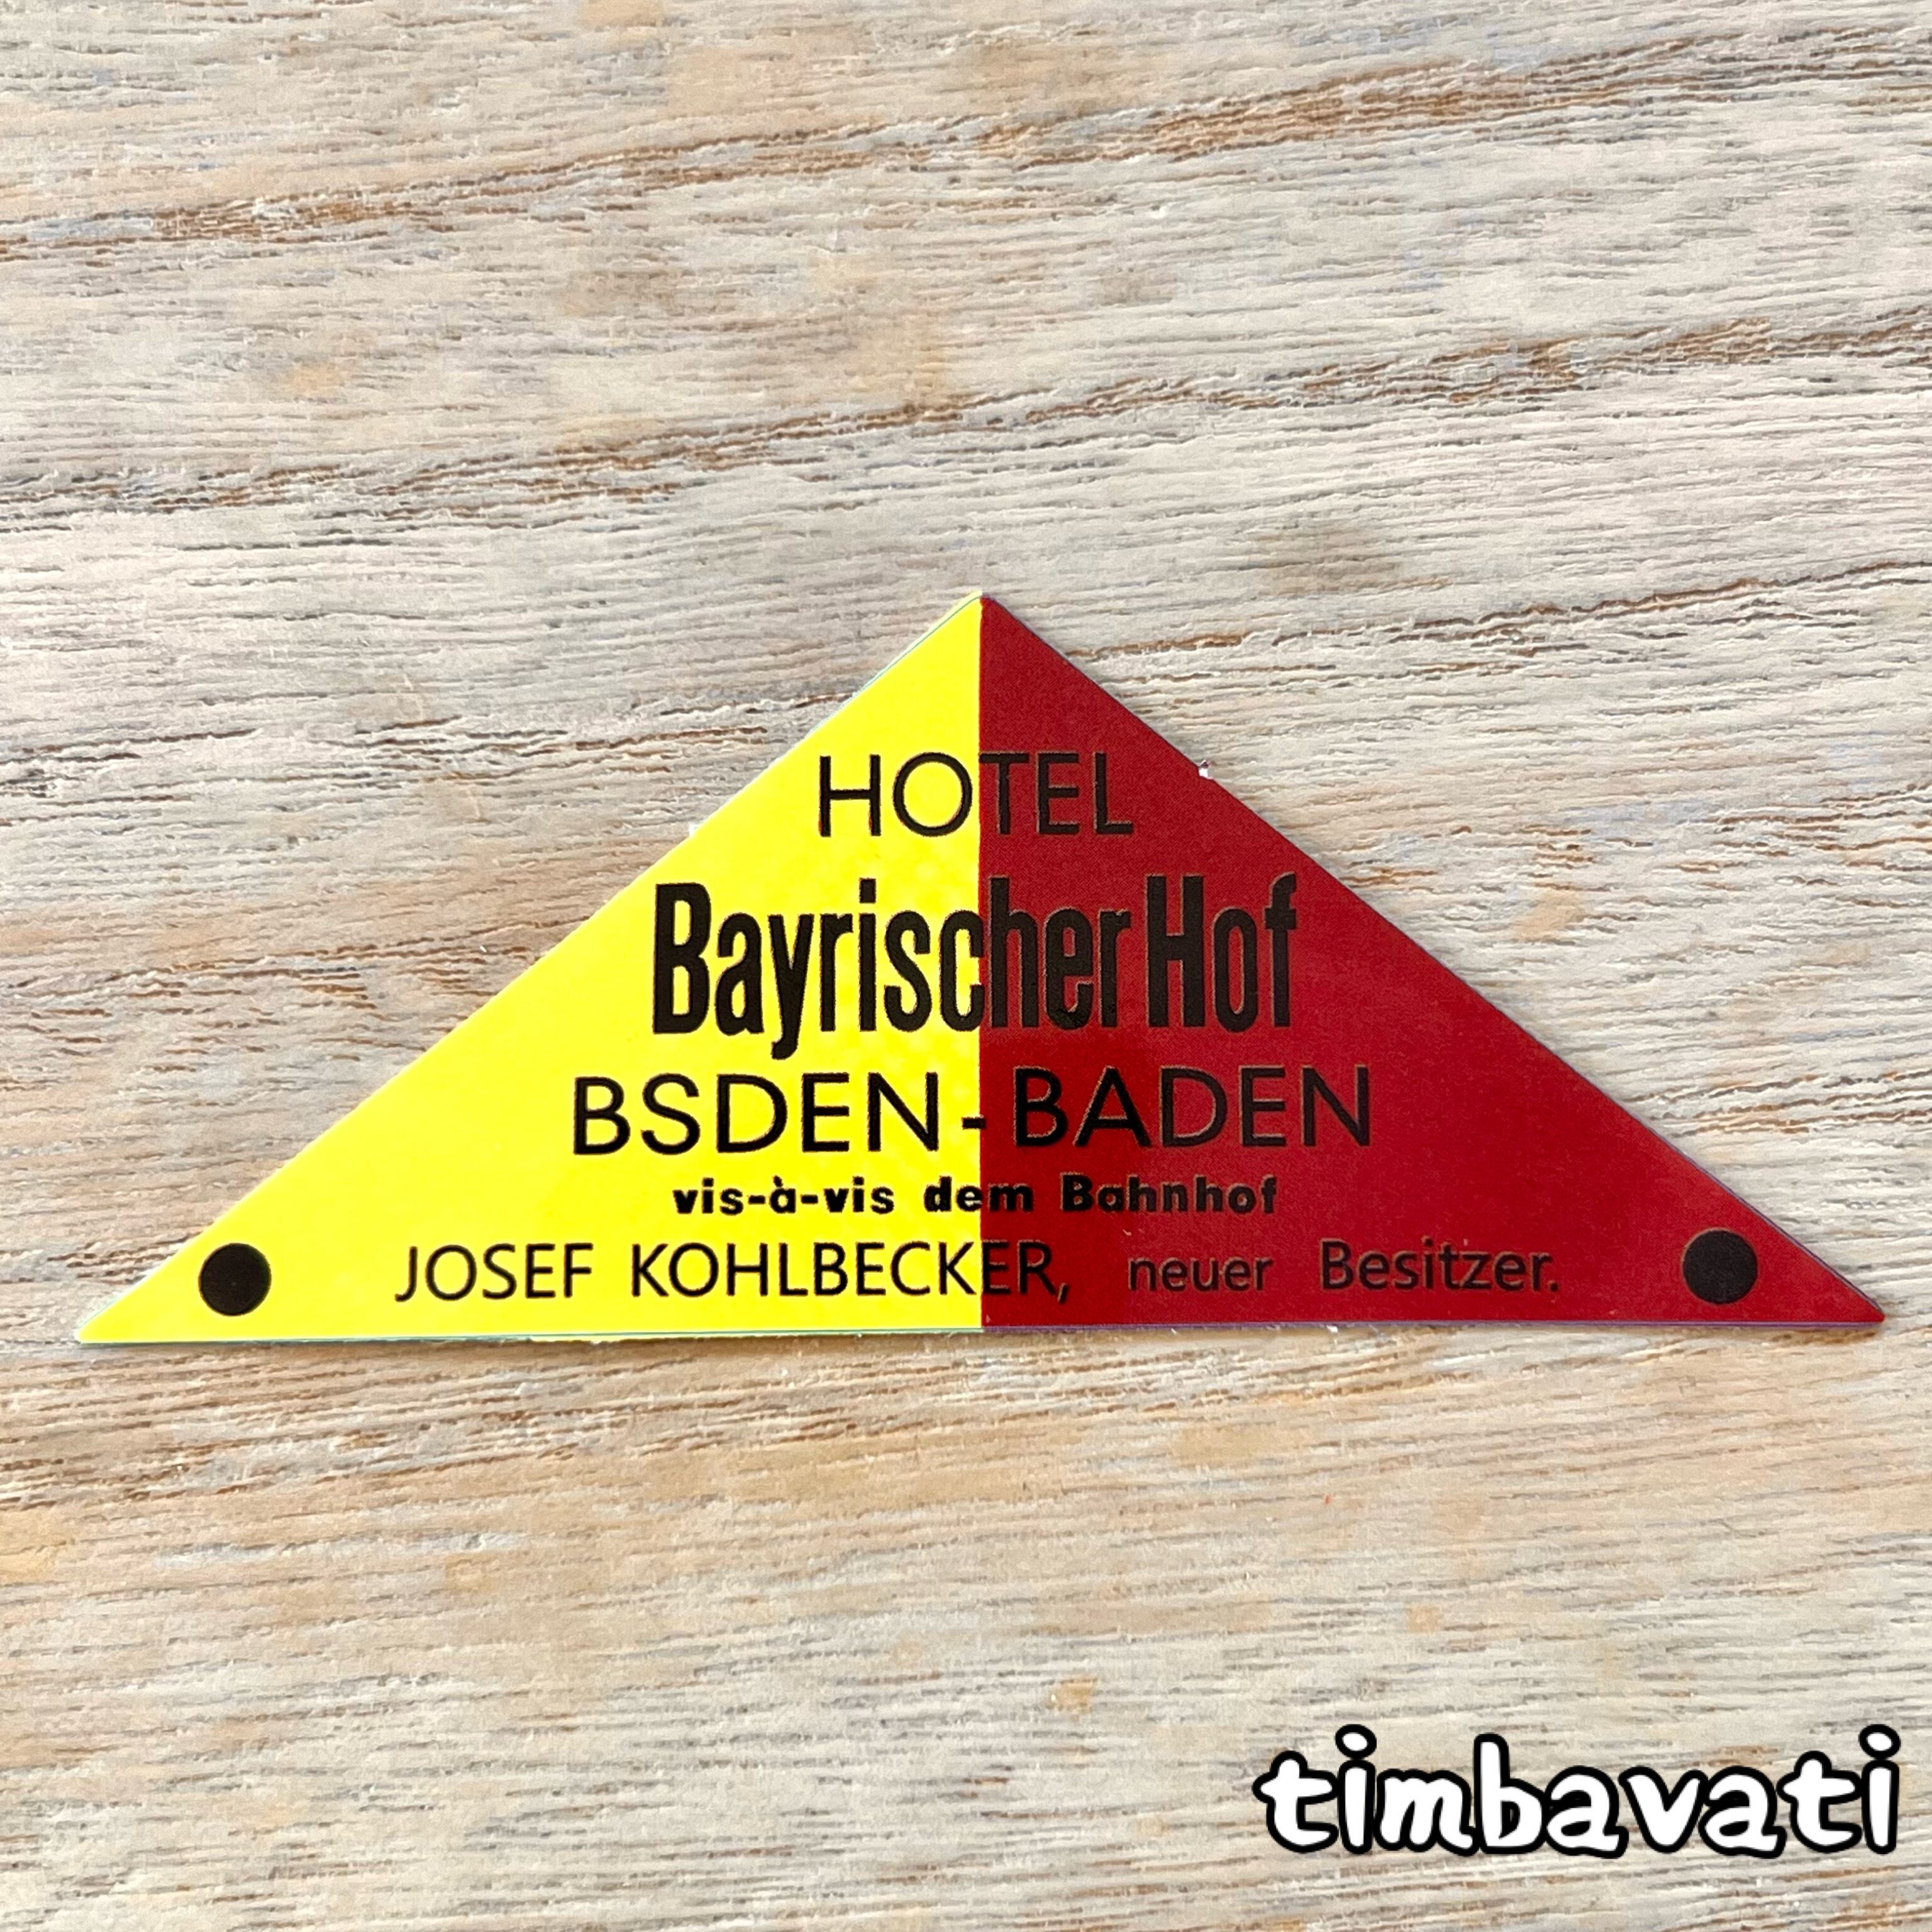 HOTEL
Bayrischer Hof
BSDEN-BADEN
vis-à-vis dem Bahnhof
JOSEF KOHLBECKER, neuer Besitzer.
timbavati